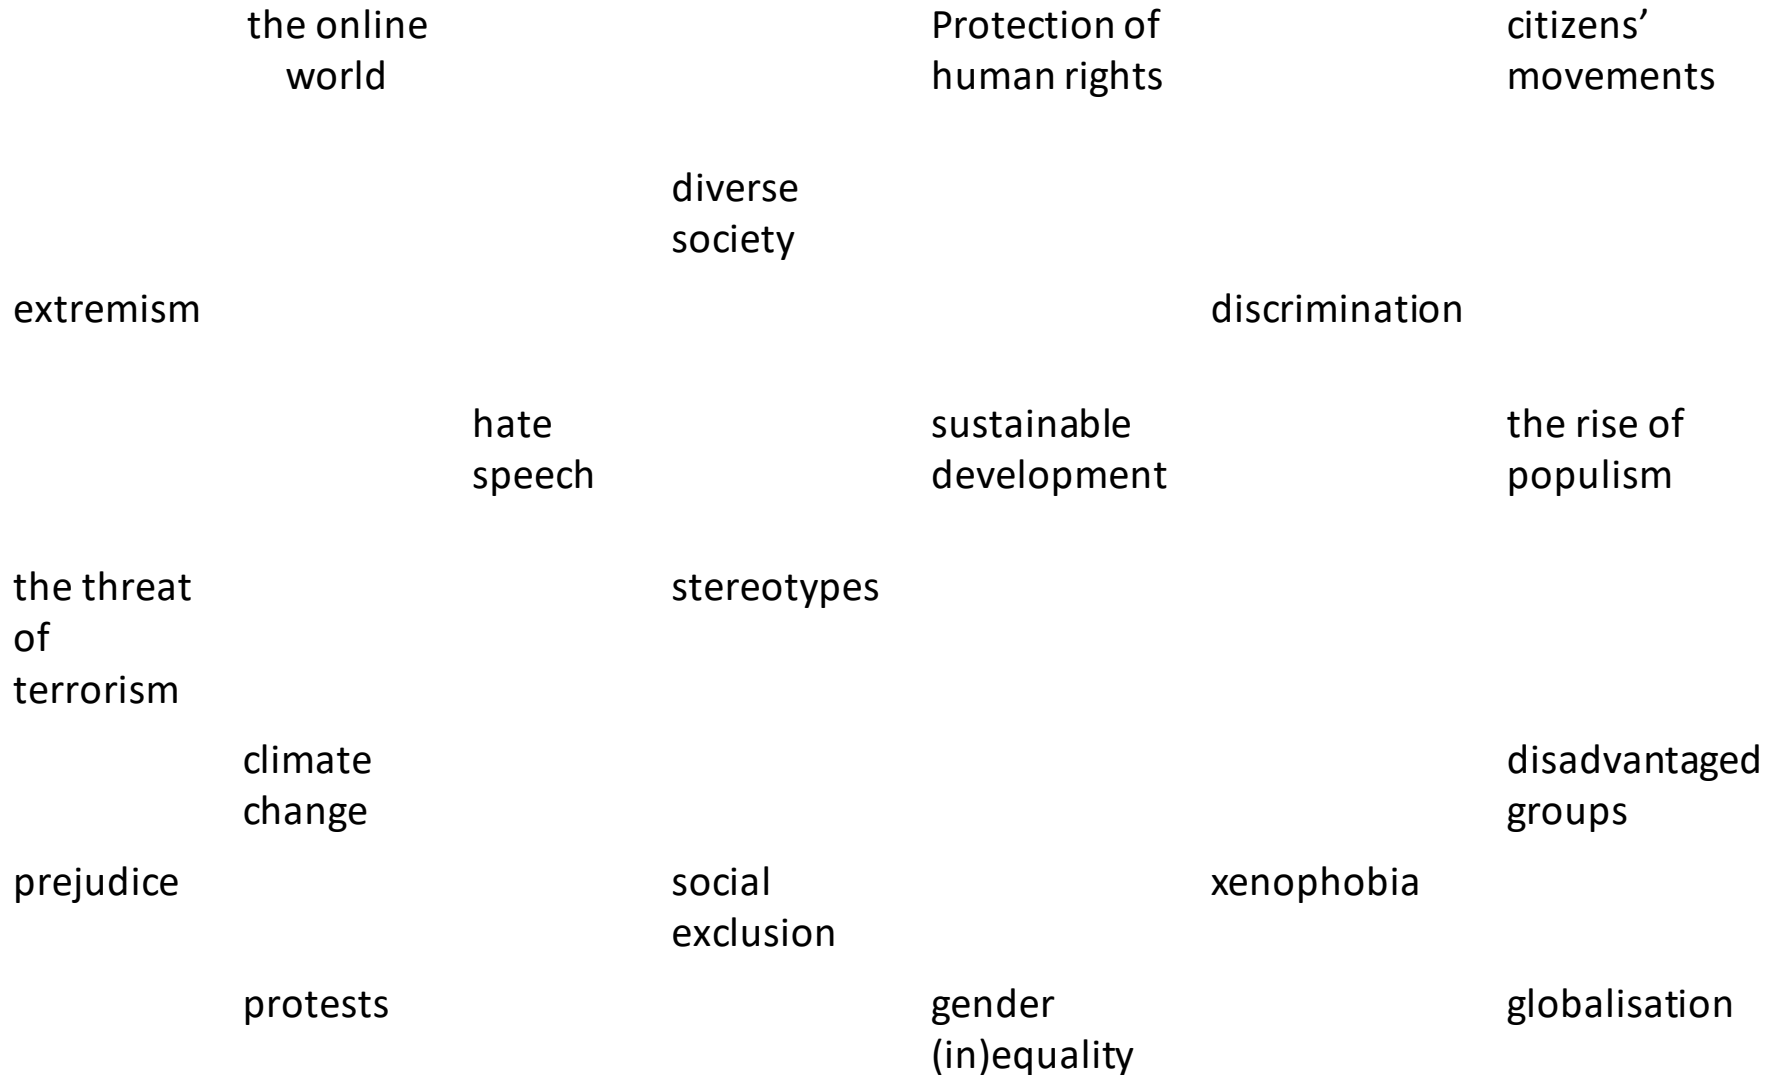 the online
world
Protection of
human rights
citizens’
movements
diverse
society
extremism
discrimination
hate
speech
sustainable
development
the rise of
populism
the threat
of
terrorism
stereotypes
climate
change
disadvantaged
groups
prejudice
social
exclusion
xenophobia
protests
gender
(in)equality
globalisation